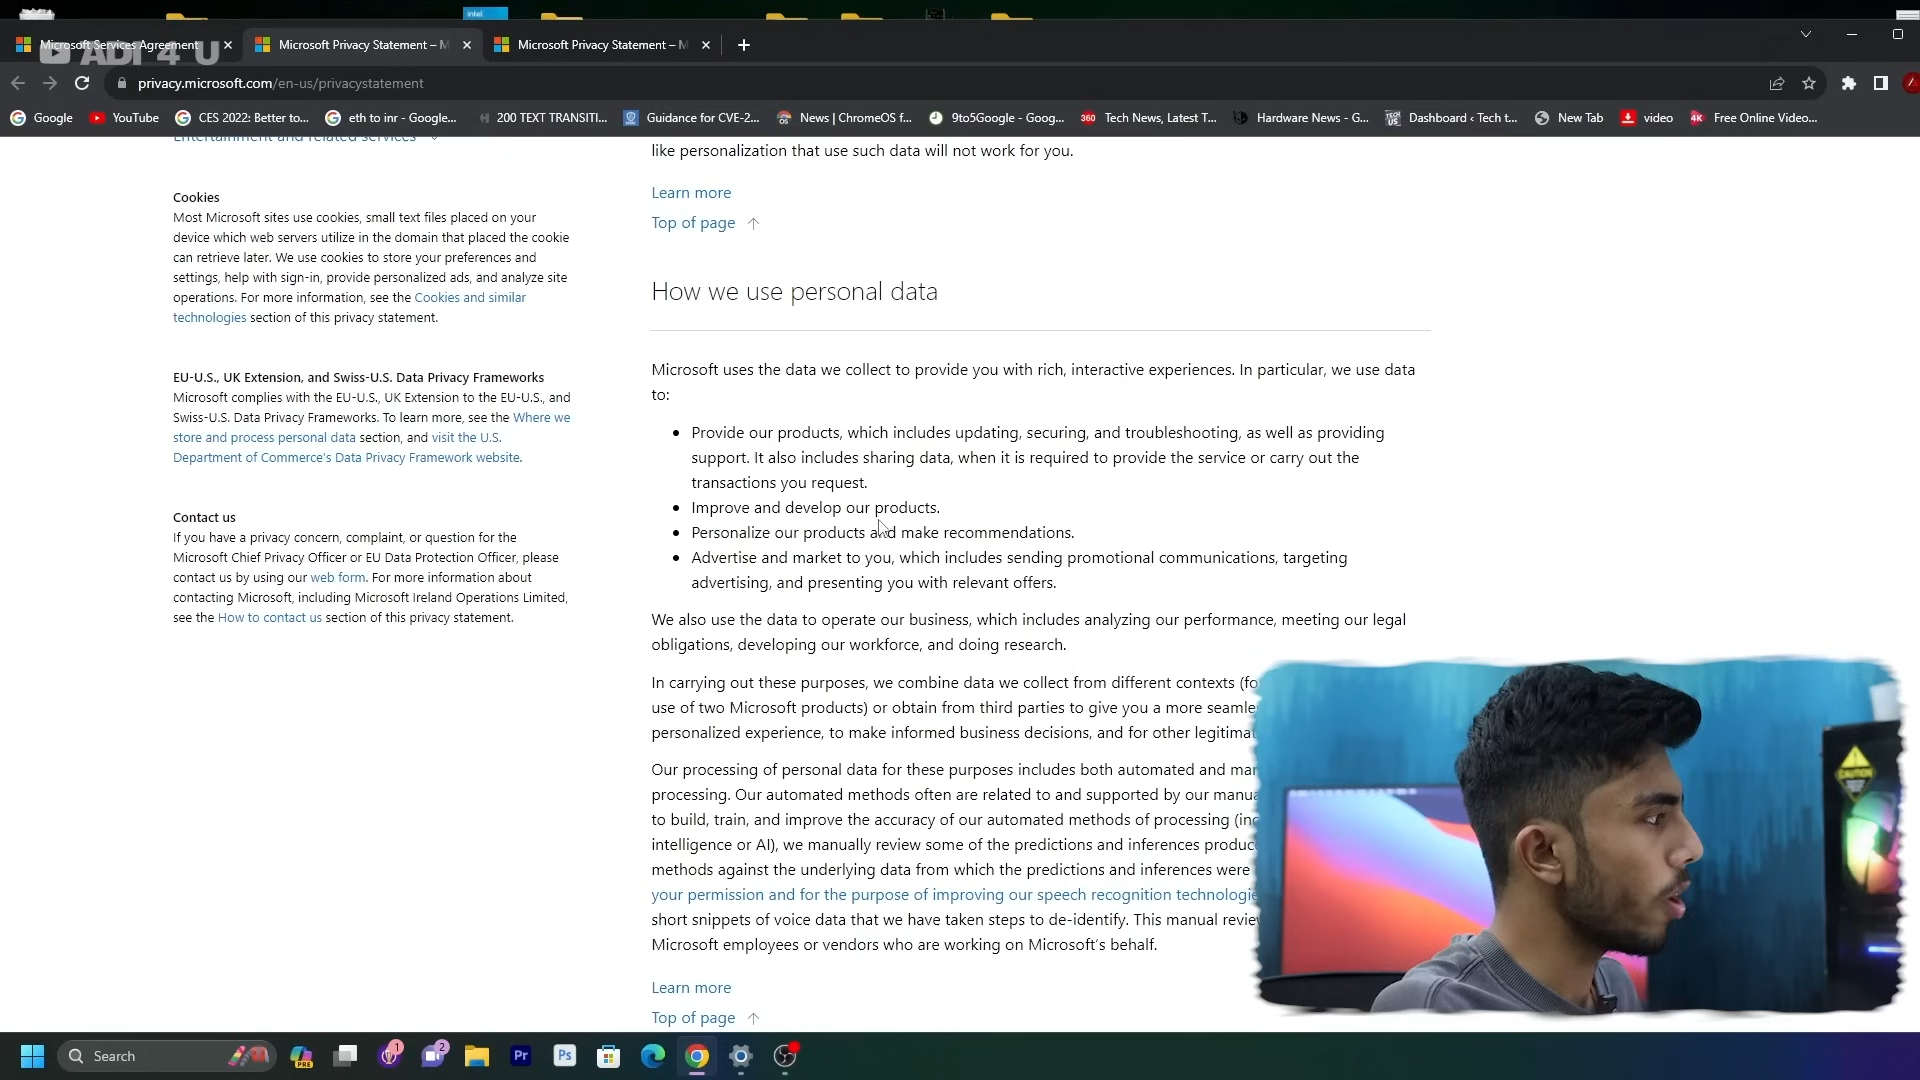 intel
Microsoft Services Agreement
Microsoft Privacy Statement – M
Microsoft Privacy Statement – M
ADI 4 U
privacy.microsoft.com/en-us/privacystatement
Google
YouTube
CES 2022: Better to...
eth to inr - Google...
200 TEXT TRANSITI...
Guidance for CVE-2...
News | ChromeOS f...
9to5Google - Goog...
360
Tech News, Latest T...
Hardware News - G...
TECH US
Dashboard ‹ Tech t...
New Tab
video
4K
Free Online Video...
Entertainment and related services
Cookies
Most Microsoft sites use cookies, small text files placed on your
device which web servers utilize in the domain that placed the cookie
can retrieve later. We use cookies to store your preferences and
settings, help with sign-in, provide personalized ads, and analyze site
operations. For more information, see the Cookies and similar
technologies section of this privacy statement.
EU-U.S., UK Extension, and Swiss-U.S. Data Privacy Frameworks
Microsoft complies with the EU-U.S., UK Extension to the EU-U.S., and
Swiss-U.S. Data Privacy Frameworks. To learn more, see the Where we
store and process personal data section, and visit the U.S.
Department of Commerce's Data Privacy Framework website.
Contact us
If you have a privacy concern, complaint, or question for the
Microsoft Chief Privacy Officer or EU Data Protection Officer, please
contact us by using our web form. For more information about
contacting Microsoft, including Microsoft Ireland Operations Limited,
see the How to contact us section of this privacy statement.
like personalization that use such data will not work for you.
Learn more
Top of page
How we use personal data
Microsoft uses the data we collect to provide you with rich, interactive experiences. In particular, we use data
to:
• Provide our products, which includes updating, securing, and troubleshooting, as well as providing
support. It also includes sharing data, when it is required to provide the service or carry out the
transactions you request.
• Improve and develop our products.
• Personalize our products and make recommendations.
• Advertise and market to you, which includes sending promotional communications, targeting
advertising, and presenting you with relevant offers.
We also use the data to operate our business, which includes analyzing our performance, meeting our legal
obligations, developing our workforce, and doing research.
In carrying out these purposes, we combine data we collect from different contexts (fo
use of two Microsoft products) or obtain from third parties to give you a more seamle
personalized experience, to make informed business decisions, and for other legitimat
Our processing of personal data for these purposes includes both automated and man
processing. Our automated methods often are related to and supported by our manua
to build, train, and improve the accuracy of our automated methods of processing (inc
intelligence or AI), we manually review some of the predictions and inferences produc
methods against the underlying data from which the predictions and inferences were
your permission and for the purpose of improving our speech recognition technologie
short snippets of voice data that we have taken steps to de-identify. This manual review
Microsoft employees or vendors who are working on Microsoft's behalf.
Learn more
Top of page
CAUTION
Search
PRE
1
2
Pr
Ps